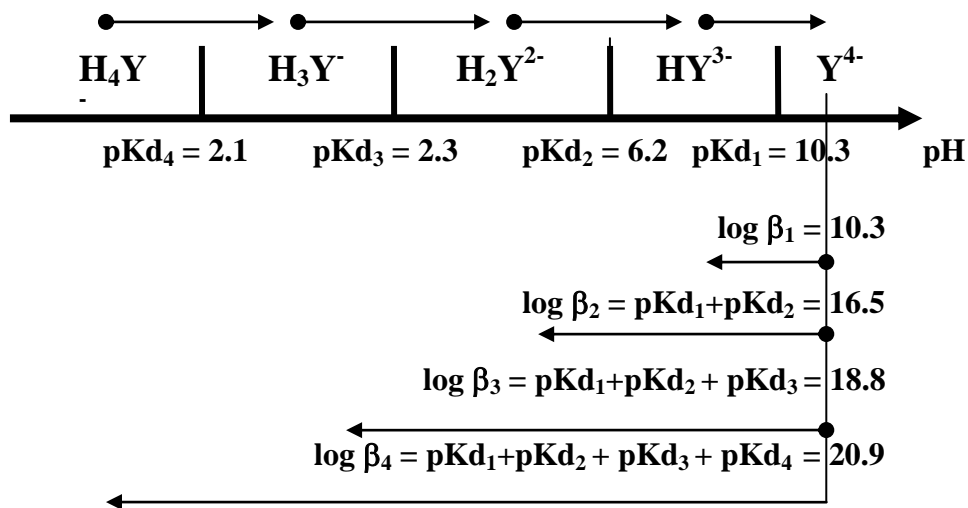 H₄Y H₃Y⁻ H₂Y²⁻ HY³⁻ Y⁴⁻
-
pKd₄ = 2.1 pKd₃ = 2.3 pKd₂ = 6.2 pKd₁ = 10.3 pH
log β₁ = 10.3
log β₂ = pKd₁+pKd₂ = 16.5
log β₃ = pKd₁+pKd₂ + pKd₃ = 18.8
log β₄ = pKd₁+pKd₂ + pKd₃ + pKd₄ = 20.9